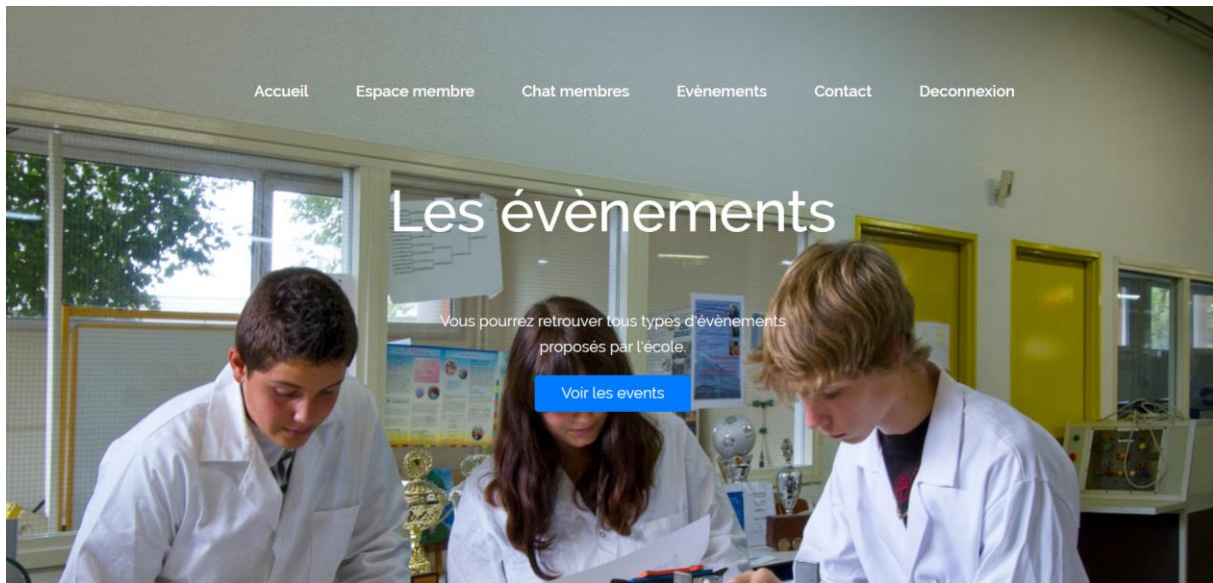 Accueil Espace membre Chat membres Evènements Contact Deconnexion
Les évènements
Vous pourrez retrouver tous types d'évènements
proposés par l'école.
Voir les events